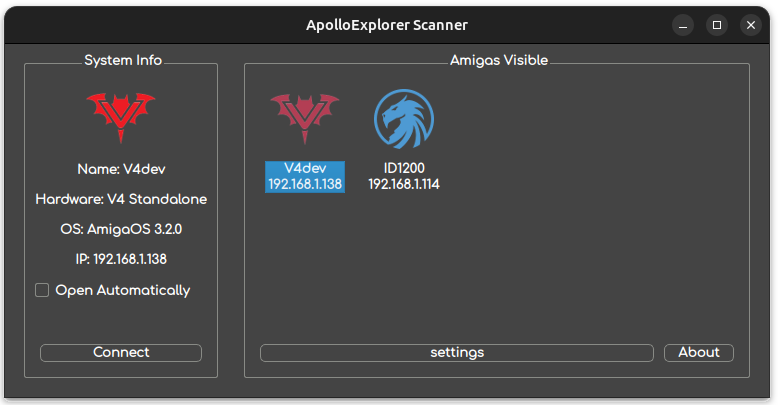 ApolloExplorer Scanner
System Info
Name: V4dev
Hardware: V4 Standalone
OS: AmigaOS 3.2.0
IP: 192.168.1.138
Open Automatically
Connect
Amigas Visible
V4dev
192.168.1.138
ID1200
192.168.1.114
settings
About